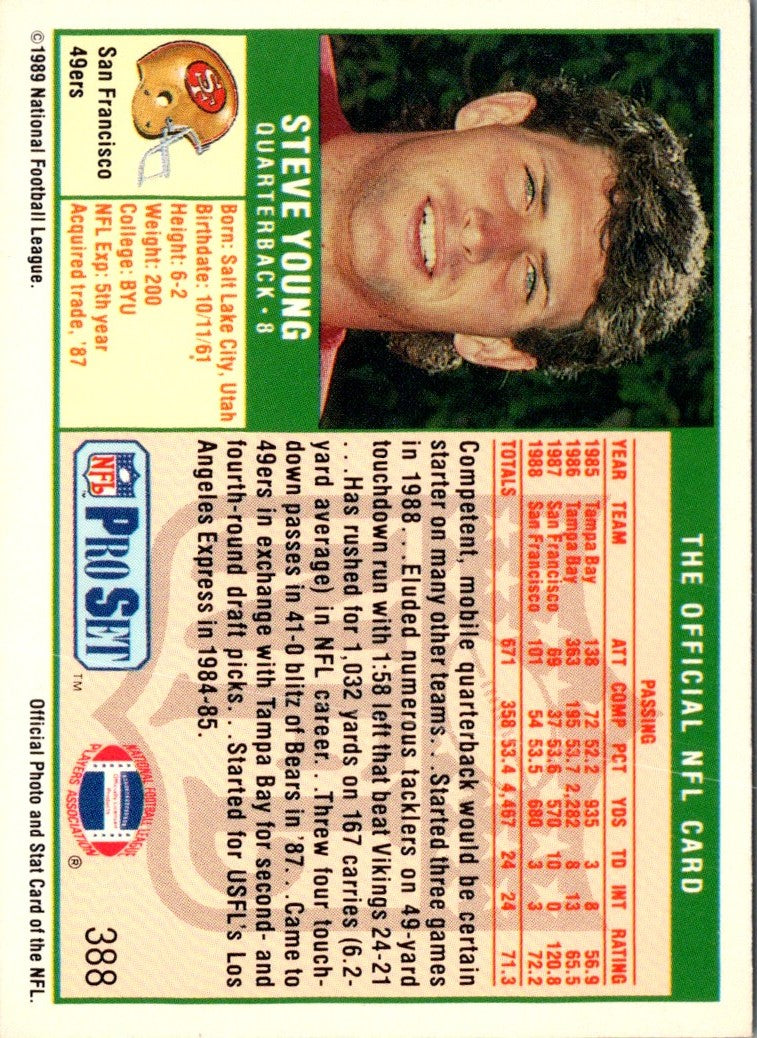 THE OFFICIAL NFL CARD
STEVE YOUNG
QUARTERBACK • 8
SF
San Francisco
49ers
Born: Salt Lake City, Utah
Birthdate: 10/11/61
Height: 6-2
Weight: 200
College: BYU
NFL Exp: 5th year
Acquired trade, '87
PASSING
YEAR TEAM ATT COMP PCT YDS TD INT RATING
1985 Tampa Bay 138 72 52.2 935 3 8 56.9
1986 Tampa Bay 363 195 53.7 2,282 8 13 65.5
1987 San Francisco 69 37 53.6 570 10 0 120.8
1988 San Francisco 101 54 53.5 680 3 3 72.2
TOTALS 671 358 53.4 4,467 24 24 71.3
Competent, mobile quarterback would be certain
starter on many other teams. . .Started three games
in 1988. . .Eluded numerous tacklers on 49-yard
touchdown run with 1:58 left that beat Vikings 24-21
. . .Has rushed for 1,032 yards on 167 carries (6.2-
yard average) in NFL career. . .Threw four touch-
down passes in 41-0 blitz of Bears in '87. . .Came to
49ers in exchange with Tampa Bay for second- and
fourth-round draft picks. . .Started for USFL's Los
Angeles Express in 1984-85.
NFL PRO SET ™
NATIONAL FOOTBALL LEAGUE
PLAYERS ASSOCIATION ®
388
©1989 National Football League.
Official Photo and Stat Card of the NFL.